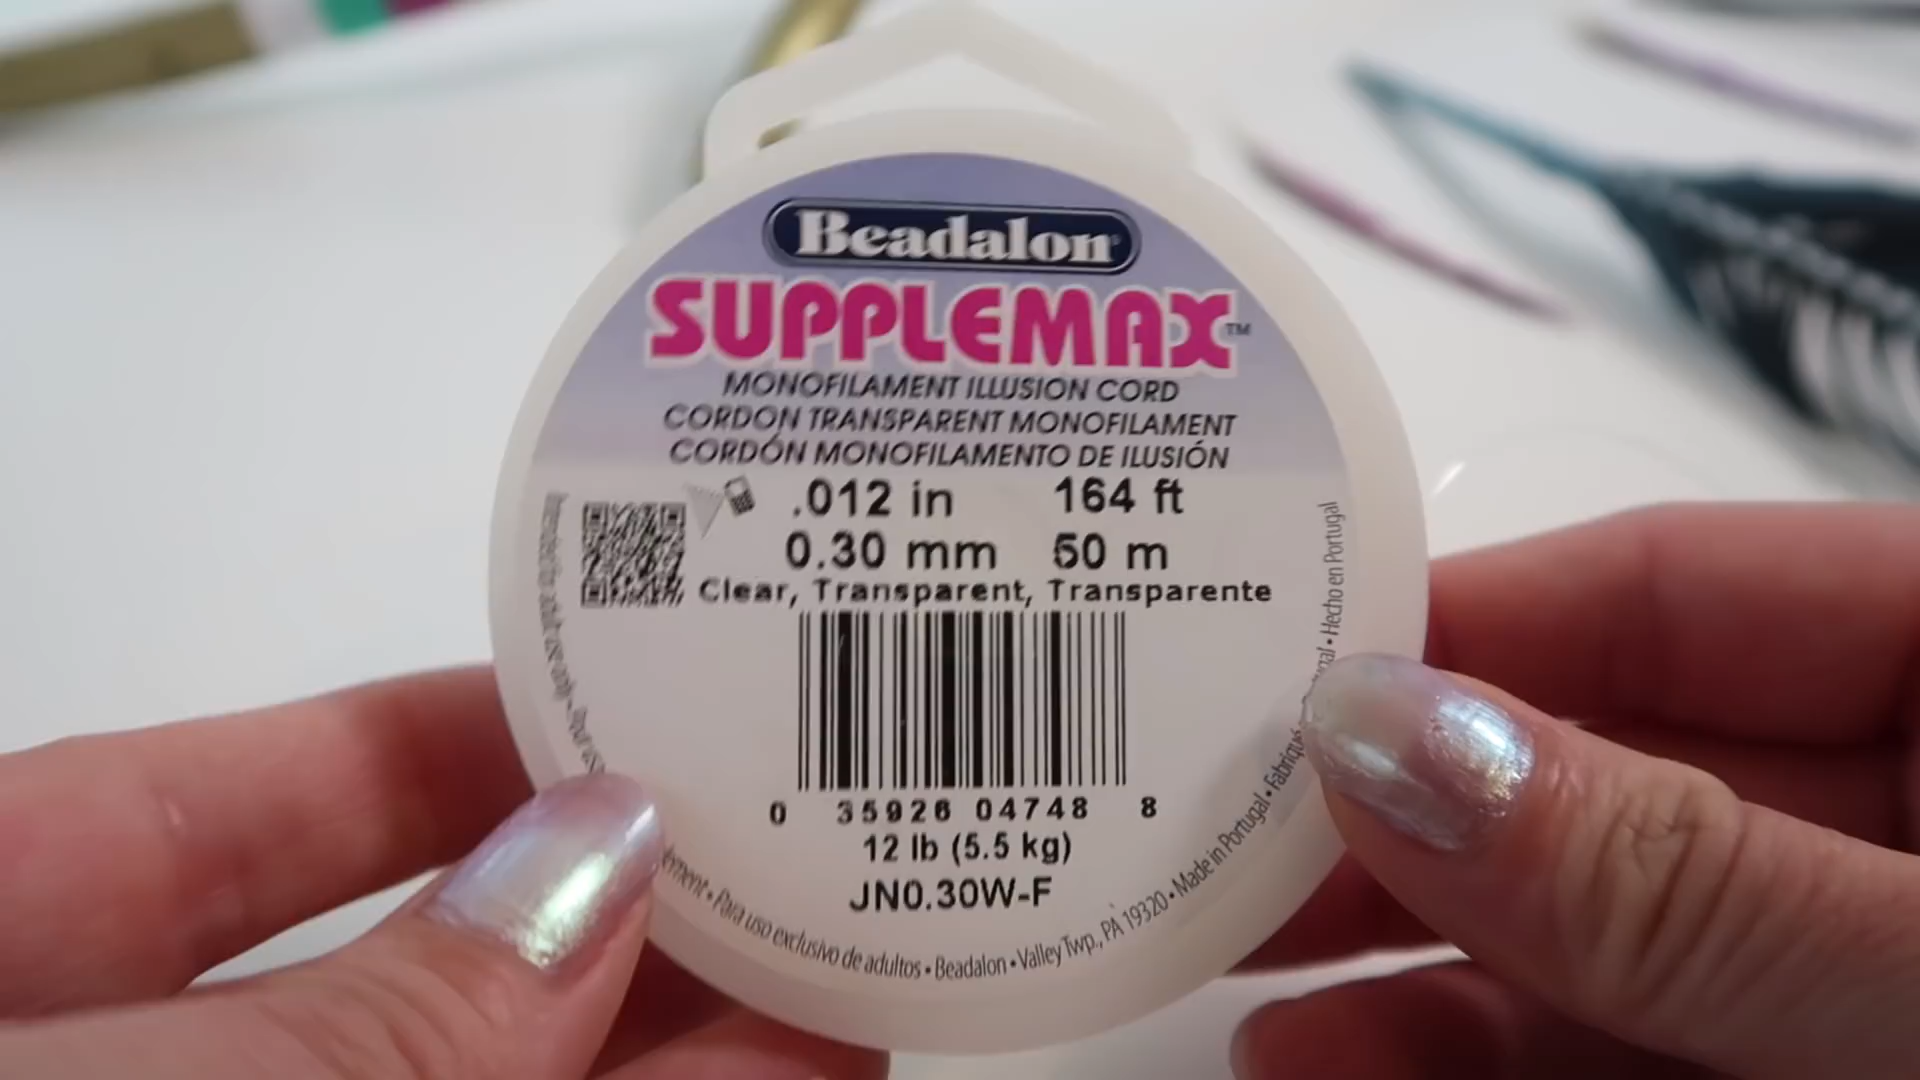 Beadalon
SUPPLEMAX™
MONOFILAMENT ILLUSION CORD
CORDON TRANSPARENT MONOFILAMENT
CORDÓN MONOFILAMENTO DE ILUSIÓN
.012 in 164 ft
0.30 mm 50 m
Clear, Transparent, Transparente
0 35926 04748 8
12 lb (5.5 kg)
JN0.30W-F
• Para uso exclusivo de adultos • Beadalon • Valley Twp., PA 19320 • Made in Portugal • Fabriqué
• Hecho en Portugal